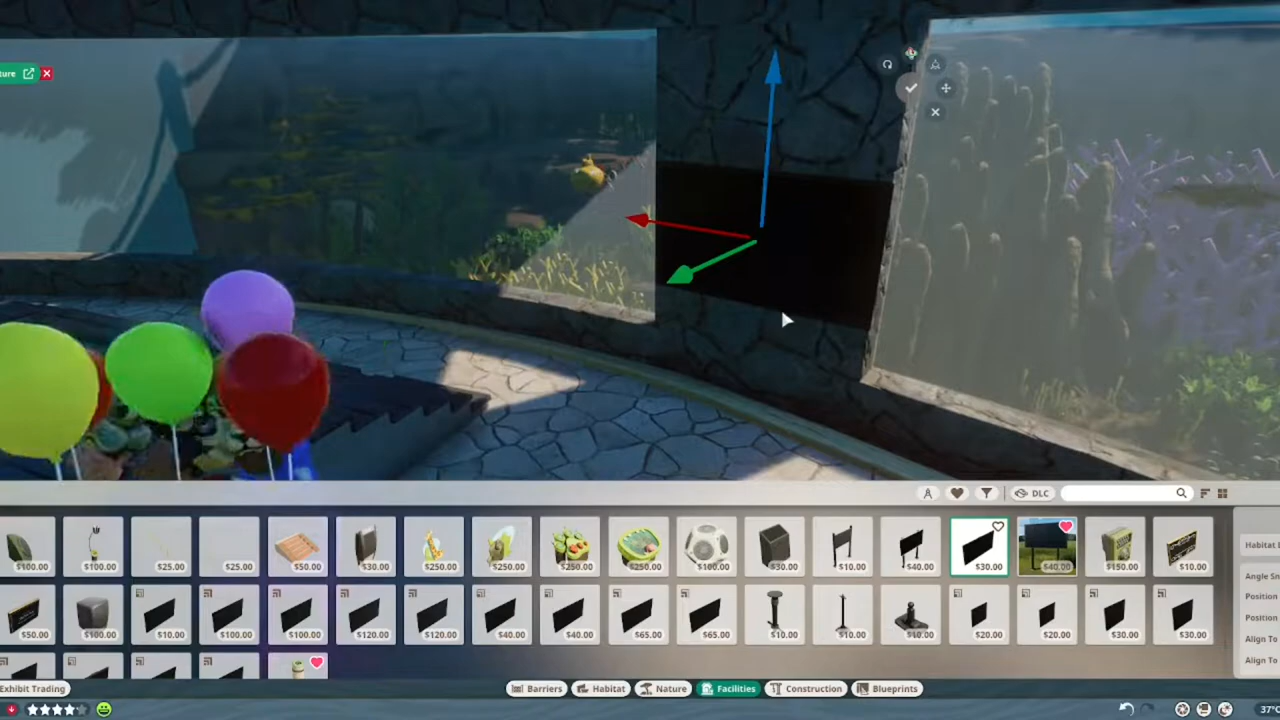 ture
DLC
$100.00 $100.00 $25.00 $25.00 $50.00 $30.00 $250.00 $250.00 $250.00 $250.00 $100.00 $30.00 $10.00 $40.00 $30.00 $40.00 $150.00 $10.00
Habitat
Angle Sn
$50.00 $100.00 $10.00 $100.00 $100.00 $120.00 $120.00 $40.00 $40.00 $65.00 $65.00 $10.00 $10.00 $10.00 $20.00 $20.00 $30.00 $30.00
Position
Position
Align To
Align To
Exhibit Trading
Barriers Habitat Nature Facilities Construction Blueprints
37°C